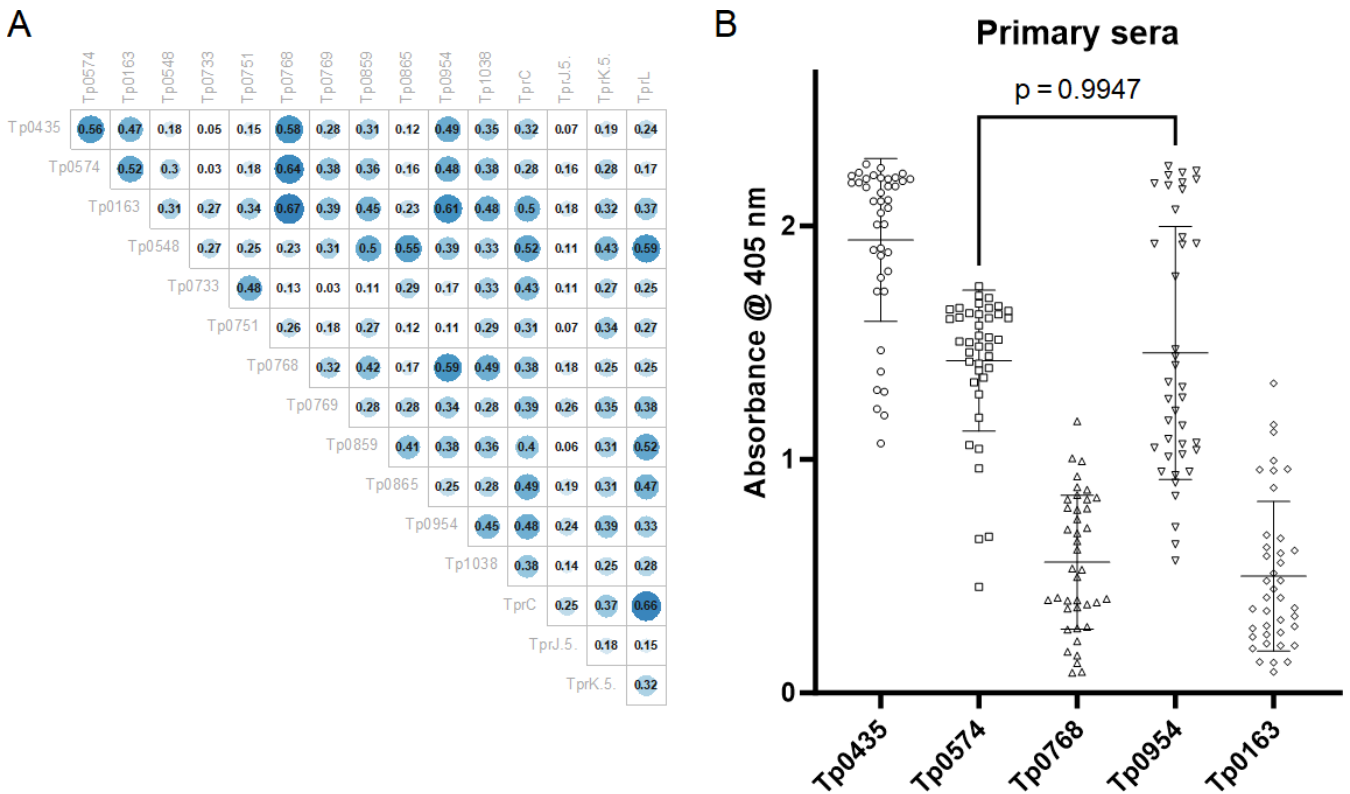 A
Tp0574 Tp0163 Tp0548 Tp0733 Tp0751 Tp0768 Tp0769 Tp0859 Tp0865 Tp0954 Tp1038 TprC TprJ.5. TprK.5. TprL
Tp0435 0.56 0.47 0.18 0.05 0.15 0.58 0.28 0.31 0.12 0.49 0.35 0.32 0.07 0.19 0.24
Tp0574 0.52 0.3 0.03 0.18 0.64 0.38 0.36 0.16 0.48 0.38 0.28 0.16 0.28 0.17
Tp0163 0.31 0.27 0.34 0.67 0.39 0.45 0.23 0.61 0.48 0.5 0.18 0.32 0.37
Tp0548 0.27 0.25 0.23 0.31 0.5 0.55 0.39 0.33 0.52 0.11 0.43 0.59
Tp0733 0.48 0.13 0.03 0.11 0.29 0.17 0.33 0.43 0.11 0.27 0.25
Tp0751 0.26 0.18 0.27 0.12 0.11 0.29 0.31 0.07 0.34 0.27
Tp0768 0.32 0.42 0.17 0.59 0.49 0.38 0.18 0.25 0.25
Tp0769 0.28 0.28 0.34 0.28 0.39 0.26 0.35 0.38
Tp0859 0.41 0.38 0.36 0.4 0.06 0.31 0.52
Tp0865 0.25 0.28 0.49 0.19 0.31 0.47
Tp0954 0.45 0.48 0.24 0.39 0.33
Tp1038 0.38 0.14 0.25 0.28
TprC 0.25 0.37 0.66
TprJ.5. 0.18 0.15
TprK.5. 0.32
B
Primary sera
p = 0.9947
Absorbance @ 405 nm
2
1
0
Tp0435 Tp0574 Tp0768 Tp0954 Tp0163